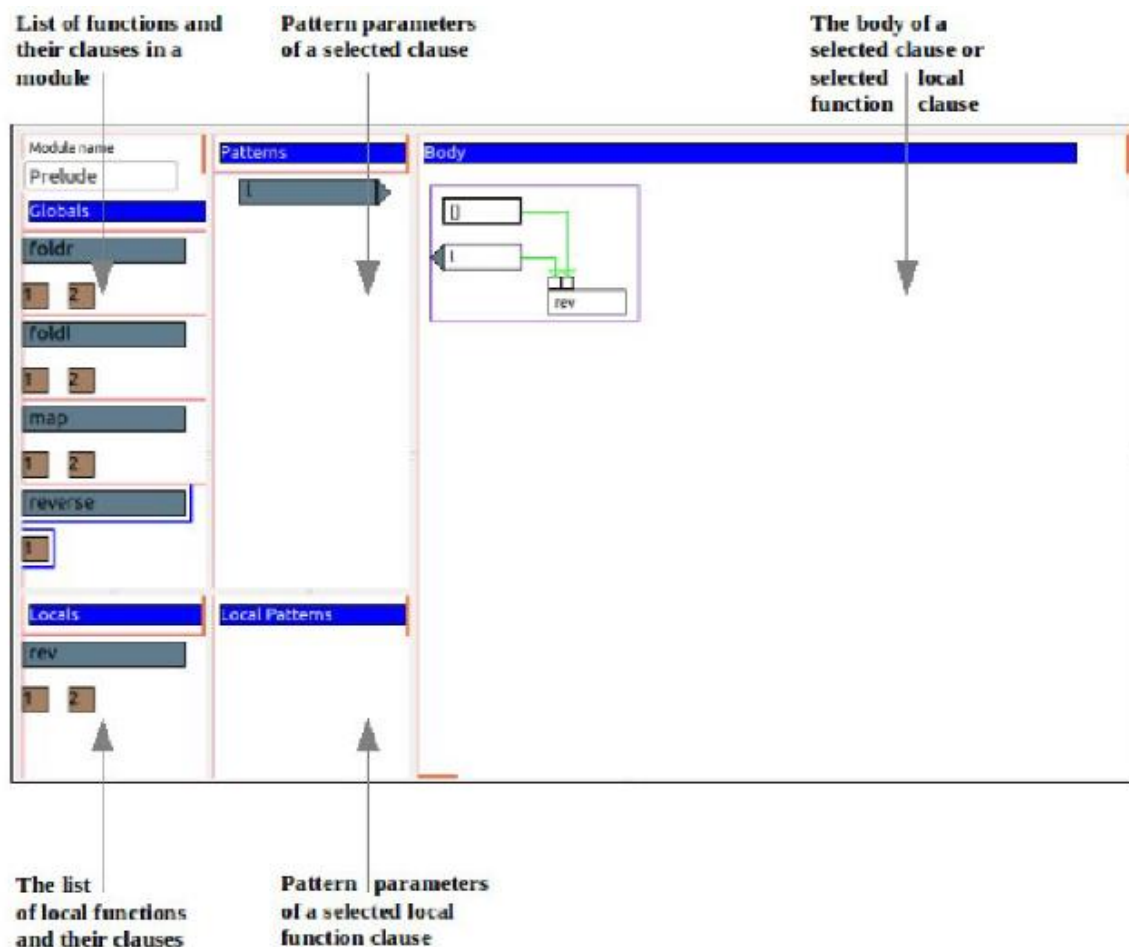 List of functions and
their clauses in a
module
Pattern parameters
of a selected clause
The body of a
selected clause or
selected local
function clause
Module name
Prelude
Globals
foldr
1 2
foldl
1 2
map
1 2
reverse
1
Patterns
l
Body
[]
l
rev
Locals
rev
1 2
Local Patterns
The list
of local functions
and their clauses
Pattern parameters
of a selected local
function clause